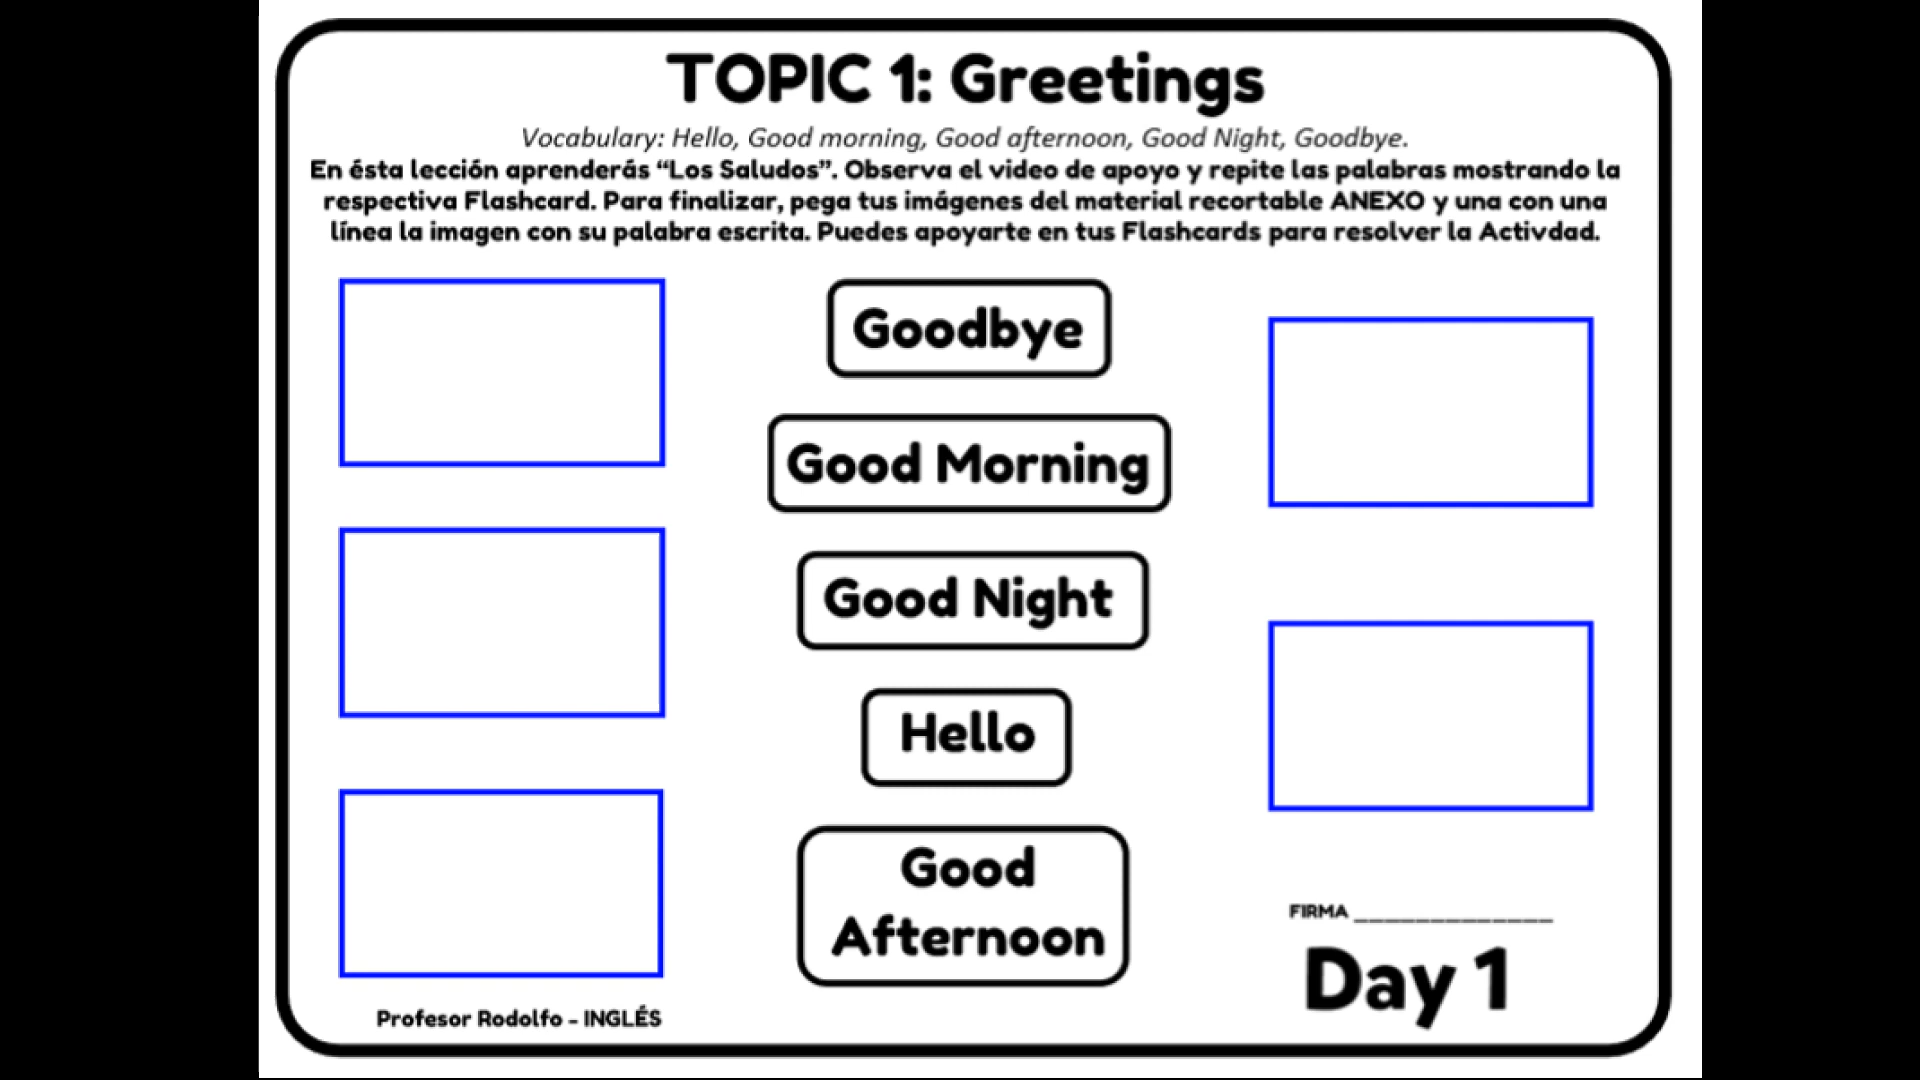 TOPIC 1: Greetings
Vocabulary: Hello, Good morning, Good afternoon, Good Night, Goodbye.
En ésta lección aprenderás “Los Saludos”. Observa el video de apoyo y repite las palabras mostrando la
respectiva Flashcard. Para finalizar, pega tus imágenes del material recortable ANEXO y una con una
línea la imagen con su palabra escrita. Puedes apoyarte en tus Flashcards para resolver la Activdad.
Goodbye
Good Morning
Good Night
Hello
Good
Afternoon
FIRMA _____________
Day 1
Profesor Rodolfo - INGLÉS